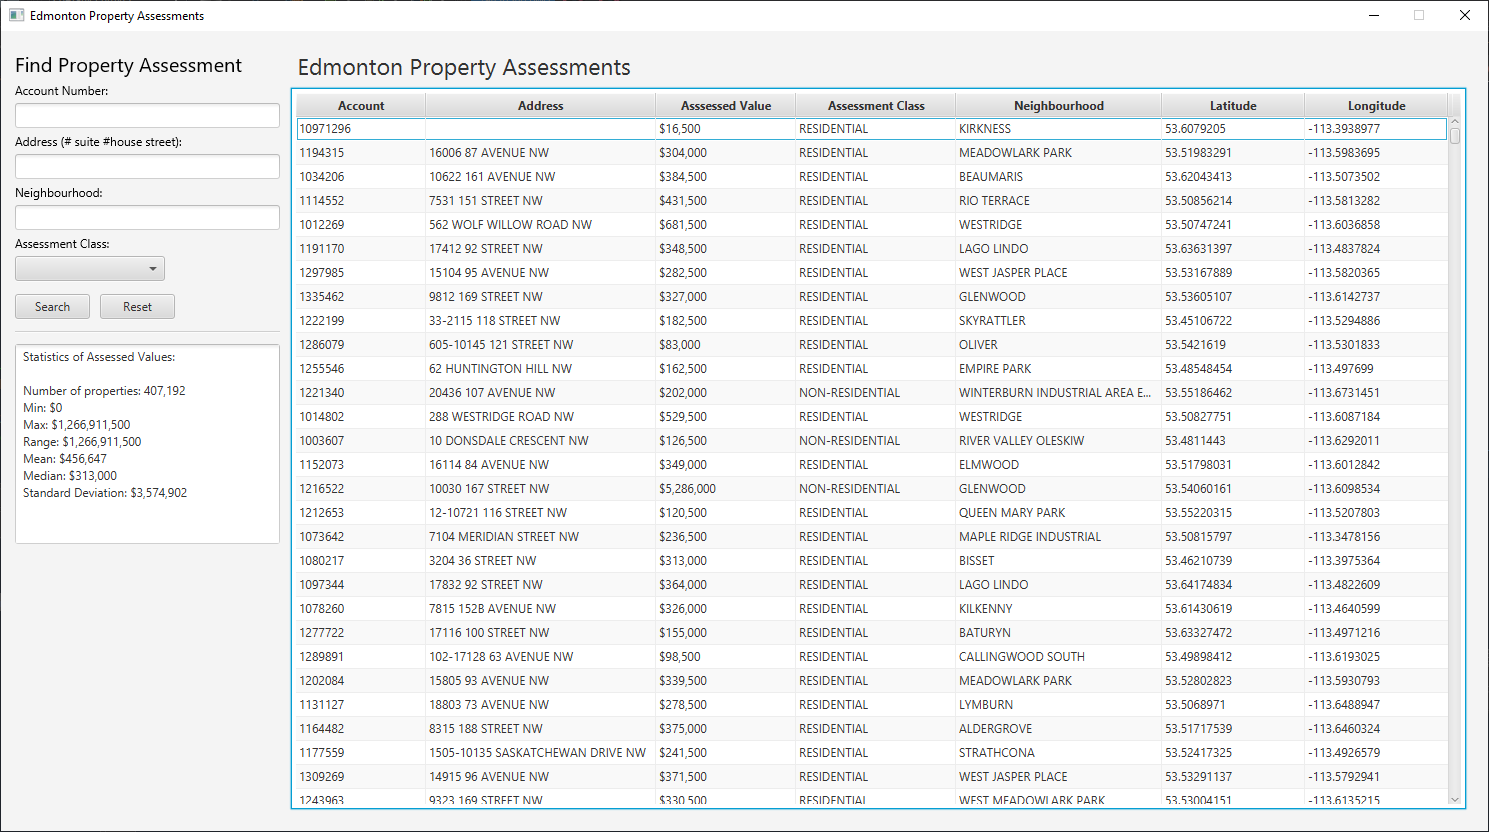 Edmonton Property Assessments
Find Property Assessment
Account Number:
Address (# suite #house street):
Neighbourhood:
Assessment Class:
Search Reset
Statistics of Assessed Values:
Number of properties: 407,192
Min: $0
Max: $1,266,911,500
Range: $1,266,911,500
Mean: $456,647
Median: $313,000
Standard Deviation: $3,574,902
Edmonton Property Assessments
Account Address Asssessed Value Assessment Class Neighbourhood Latitude Longitude
10971296 $16,500 RESIDENTIAL KIRKNESS 53.6079205 -113.3938977
1194315 16006 87 AVENUE NW $304,000 RESIDENTIAL MEADOWLARK PARK 53.51983291 -113.5983695
1034206 10622 161 AVENUE NW $384,500 RESIDENTIAL BEAUMARIS 53.62043413 -113.5073502
1114552 7531 151 STREET NW $431,500 RESIDENTIAL RIO TERRACE 53.50856214 -113.5813282
1012269 562 WOLF WILLOW ROAD NW $681,500 RESIDENTIAL WESTRIDGE 53.50747241 -113.6036858
1191170 17412 92 STREET NW $348,500 RESIDENTIAL LAGO LINDO 53.63631397 -113.4837824
1297985 15104 95 AVENUE NW $282,500 RESIDENTIAL WEST JASPER PLACE 53.53167889 -113.5820365
1335462 9812 169 STREET NW $327,000 RESIDENTIAL GLENWOOD 53.53605107 -113.6142737
1222199 33-2115 118 STREET NW $182,500 RESIDENTIAL SKYRATTLER 53.45106722 -113.5294886
1286079 605-10145 121 STREET NW $83,000 RESIDENTIAL OLIVER 53.5421619 -113.5301833
1255546 62 HUNTINGTON HILL NW $162,500 RESIDENTIAL EMPIRE PARK 53.48548454 -113.497699
1221340 20436 107 AVENUE NW $202,000 NON-RESIDENTIAL WINTERBURN INDUSTRIAL AREA E... 53.55186462 -113.6731451
1014802 288 WESTRIDGE ROAD NW $529,500 RESIDENTIAL WESTRIDGE 53.50827751 -113.6087184
1003607 10 DONSDALE CRESCENT NW $126,500 NON-RESIDENTIAL RIVER VALLEY OLESKIW 53.4811443 -113.6292011
1152073 16114 84 AVENUE NW $349,000 RESIDENTIAL ELMWOOD 53.51798031 -113.6012842
1216522 10030 167 STREET NW $5,286,000 NON-RESIDENTIAL GLENWOOD 53.54060161 -113.6098534
1212653 12-10721 116 STREET NW $120,500 RESIDENTIAL QUEEN MARY PARK 53.55220315 -113.5207803
1073642 7104 MERIDIAN STREET NW $236,500 RESIDENTIAL MAPLE RIDGE INDUSTRIAL 53.50815797 -113.3478156
1080217 3204 36 STREET NW $313,000 RESIDENTIAL BISSET 53.46210739 -113.3975364
1097344 17832 92 STREET NW $364,000 RESIDENTIAL LAGO LINDO 53.64174834 -113.4822609
1078260 7815 152B AVENUE NW $326,000 RESIDENTIAL KILKENNY 53.61430619 -113.4640599
1277722 17116 100 STREET NW $155,000 RESIDENTIAL BATURYN 53.63327472 -113.4971216
1289891 102-17128 63 AVENUE NW $98,500 RESIDENTIAL CALLINGWOOD SOUTH 53.49898412 -113.6193025
1202084 15805 93 AVENUE NW $339,500 RESIDENTIAL MEADOWLARK PARK 53.52802823 -113.5930793
1131127 18803 73 AVENUE NW $278,500 RESIDENTIAL LYMBURN 53.5068971 -113.6488947
1164482 8315 188 STREET NW $375,000 RESIDENTIAL ALDERGROVE 53.51717539 -113.6460324
1177559 1505-10135 SASKATCHEWAN DRIVE NW $241,500 RESIDENTIAL STRATHCONA 53.52417325 -113.4926579
1309269 14915 96 AVENUE NW $371,500 RESIDENTIAL WEST JASPER PLACE 53.53291137 -113.5792941
1243963 9323 169 STREET NW $330,500 RESIDENTIAL WEST MEADOWLARK PARK 53.53004151 -113.6135215